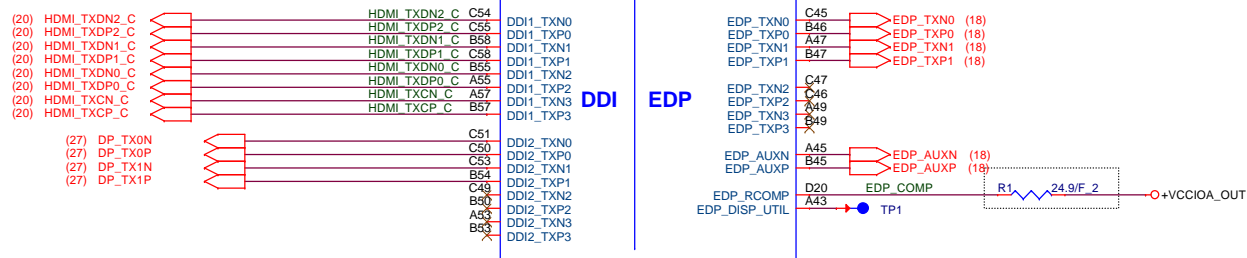 (20) HDMI_TXDN2_C HDMI_TXDN2_C C54 DDI1_TXN0 EDP_TXN0 C45 EDP_TXN0 (18)
(20) HDMI_TXDP2_C HDMI_TXDP2_C C55 DDI1_TXP0 EDP_TXP0 B46 EDP_TXP0 (18)
(20) HDMI_TXDN1_C HDMI_TXDN1_C B58 DDI1_TXN1 EDP_TXN1 A47 EDP_TXN1 (18)
(20) HDMI_TXDP1_C HDMI_TXDP1_C C58 DDI1_TXP1 EDP_TXP1 B47 EDP_TXP1 (18)
(20) HDMI_TXDN0_C HDMI_TXDN0_C B55 DDI1_TXN2
(20) HDMI_TXDP0_C HDMI_TXDP0_C A55 DDI1_TXP2 EDP_TXN2 C47
(20) HDMI_TXCN_C HDMI_TXCN_C A57 DDI1_TXN3 DDI EDP EDP_TXP2 C46
(20) HDMI_TXCP_C HDMI_TXCP_C B57 DDI1_TXP3 EDP_TXN3 A49
EDP_TXP3 B49
(27) DP_TX0N C51 DDI2_TXN0
(27) DP_TX0P C50 DDI2_TXP0 EDP_AUXN A45 EDP_AUXN (18)
(27) DP_TX1N C53 DDI2_TXN1 EDP_AUXP B45 EDP_AUXP (18)
(27) DP_TX1P B54 DDI2_TXP1
C49 DDI2_TXN2 EDP_RCOMP D20 EDP_COMP R1 24.9/F_2 +VCCIOA_OUT
B50 DDI2_TXP2 EDP_DISP_UTIL A43 TP1
A53 DDI2_TXN3
B53 DDI2_TXP3